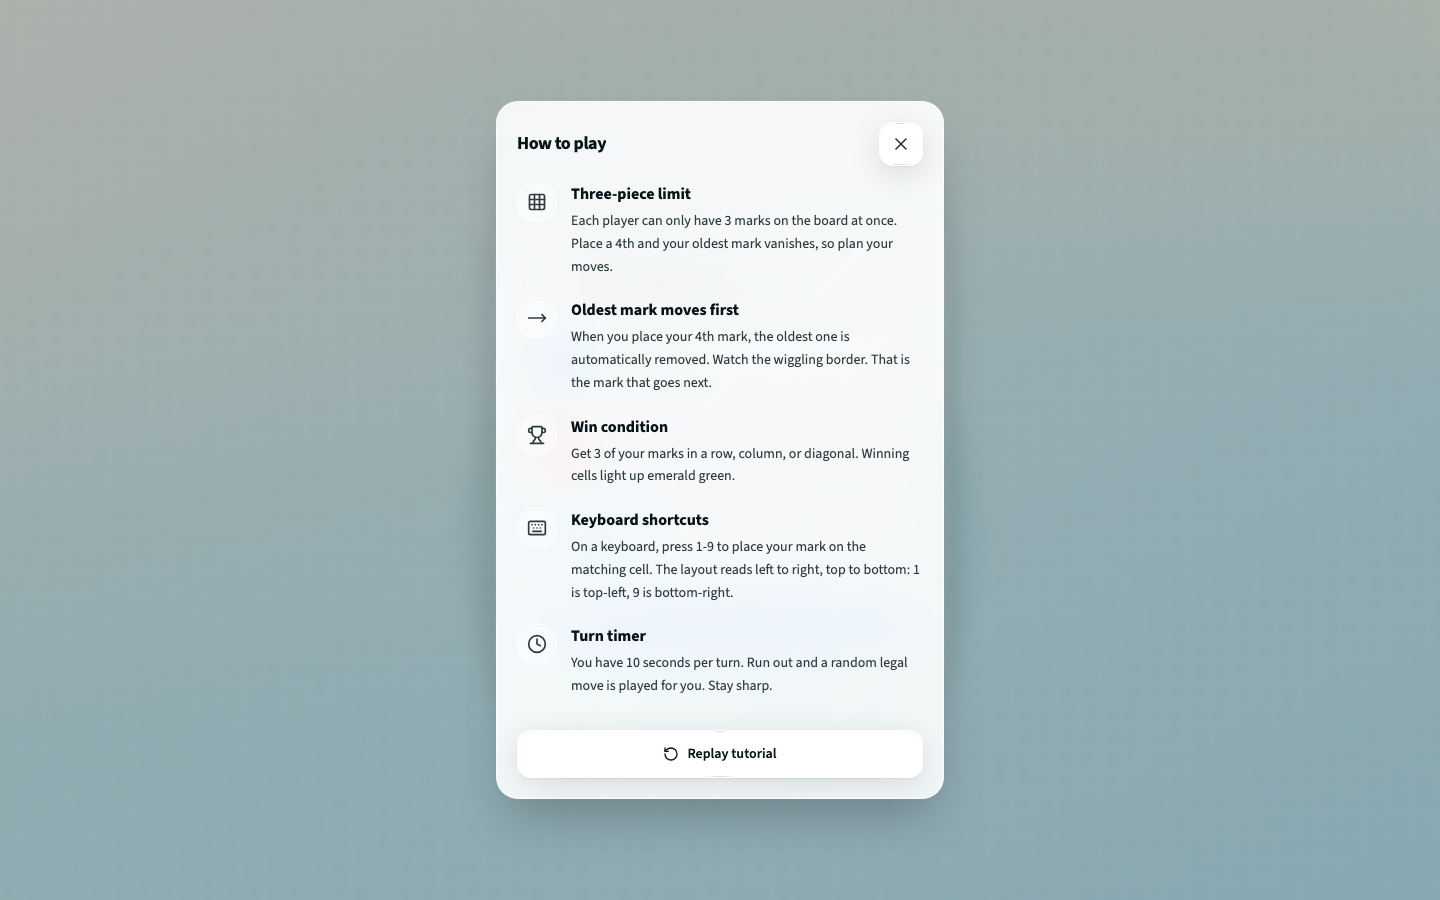 How to play
Three-piece limit
Each player can only have 3 marks on the board at once.
Place a 4th and your oldest mark vanishes, so plan your
moves.
Oldest mark moves first
When you place your 4th mark, the oldest one is
automatically removed. Watch the wiggling border. That is
the mark that goes next.
Win condition
Get 3 of your marks in a row, column, or diagonal. Winning
cells light up emerald green.
Keyboard shortcuts
On a keyboard, press 1-9 to place your mark on the
matching cell. The layout reads left to right, top to bottom: 1
is top-left, 9 is bottom-right.
Turn timer
You have 10 seconds per turn. Run out and a random legal
move is played for you. Stay sharp.
Replay tutorial